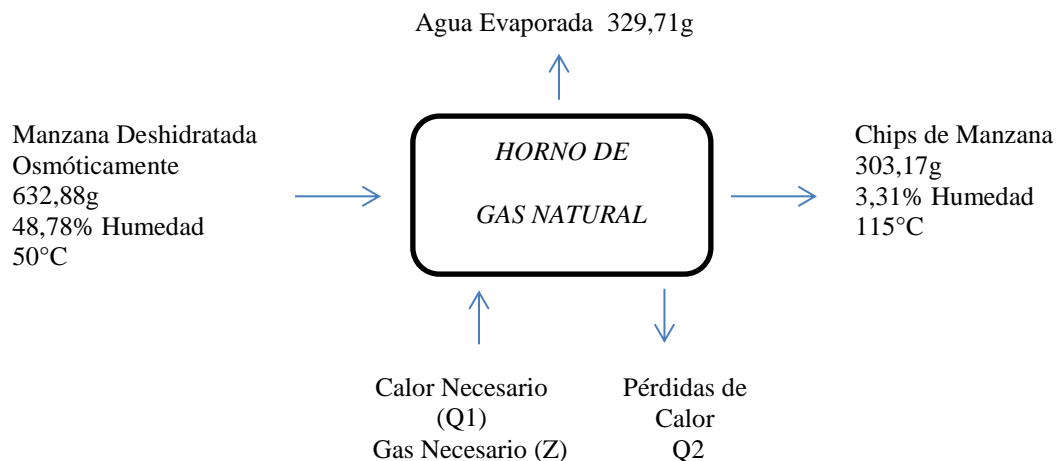 Agua Evaporada 329,71g
Manzana Deshidratada
Osmóticamente
632,88g
48,78% Humedad
50°C
HORNO DE
GAS NATURAL
Chips de Manzana
303,17g
3,31% Humedad
115°C
Calor Necesario
(Q1)
Gas Necesario (Z)
Pérdidas de
Calor
Q2